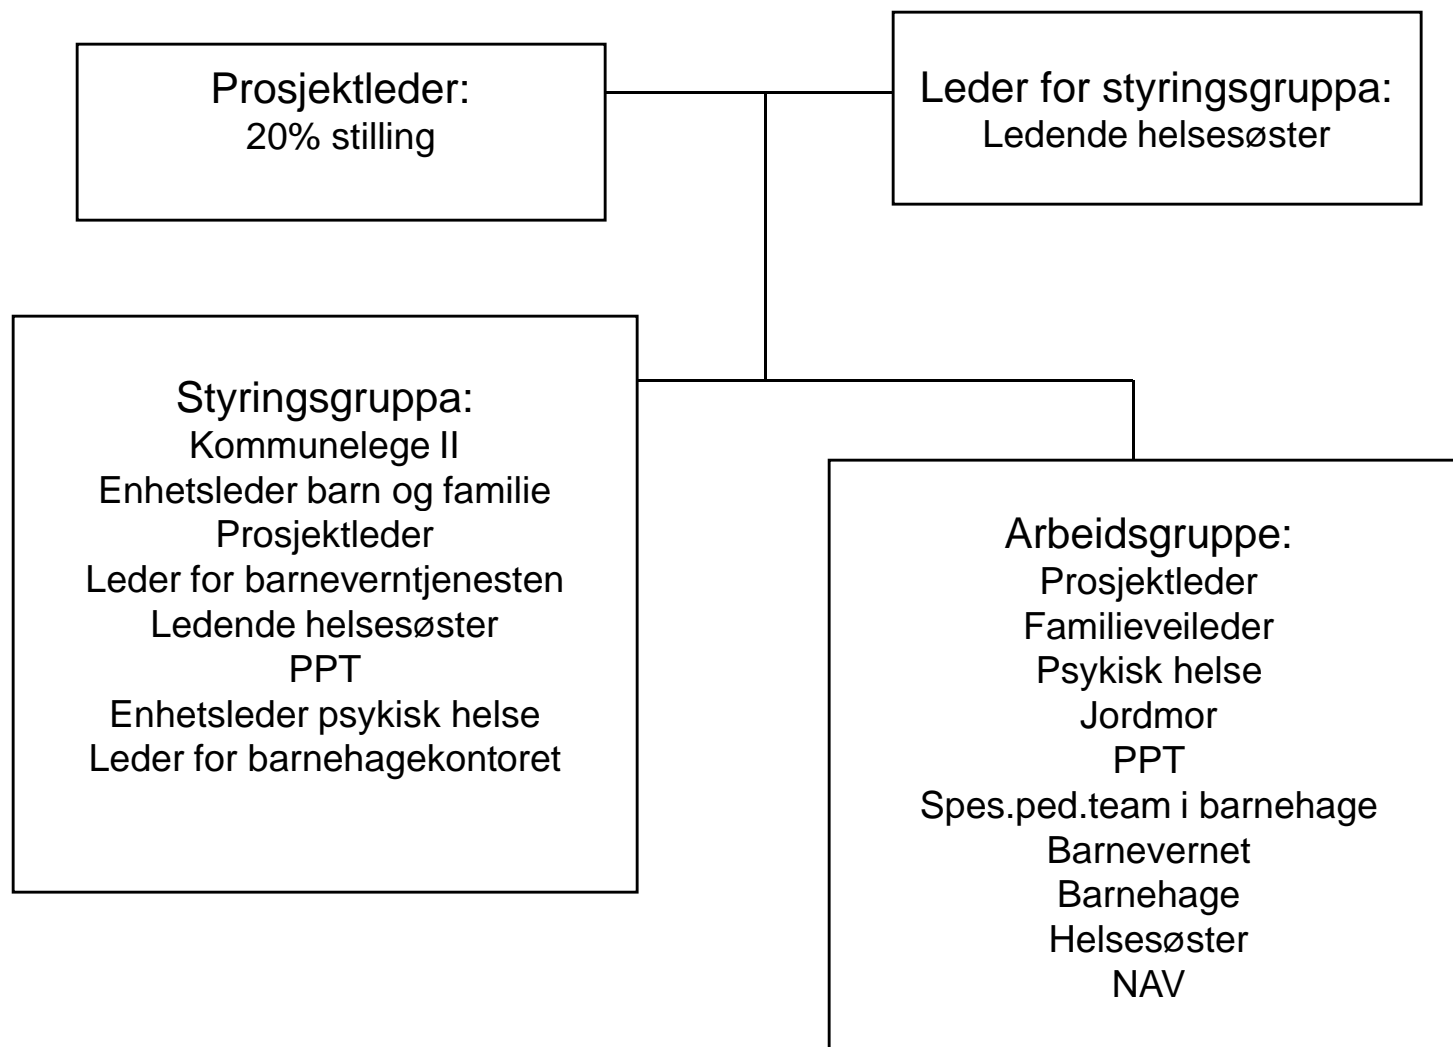 Prosjektleder:
20% stilling
Leder for styringsgruppa:
Ledende helsesøster
Styringsgruppa:
Kommunelege II
Enhetsleder barn og familie
Prosjektleder
Leder for barneverntjenesten
Ledende helsesøster
PPT
Enhetsleder psykisk helse
Leder for barnehagekontoret
Arbeidsgruppe:
Prosjektleder
Familieveileder
Psykisk helse
Jordmor
PPT
Spes.ped.team i barnehage
Barnevernet
Barnehage
Helsesøster
NAV